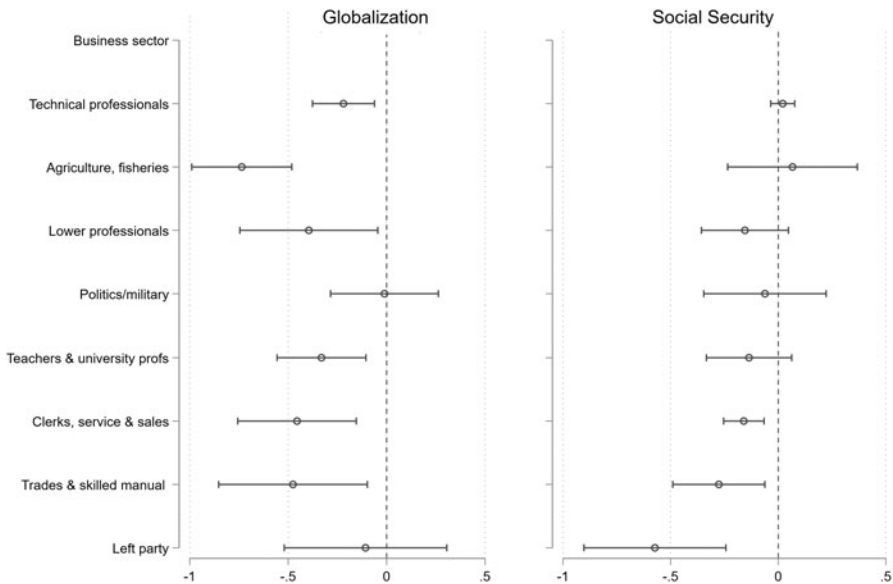 Globalization
Social Security
Business sector
Technical professionals
Agriculture, fisheries
Lower professionals
Politics/military
Teachers & university profs
Clerks, service & sales
Trades & skilled manual
Left party
-1 -.5 0 .5
-1 -.5 0 .5